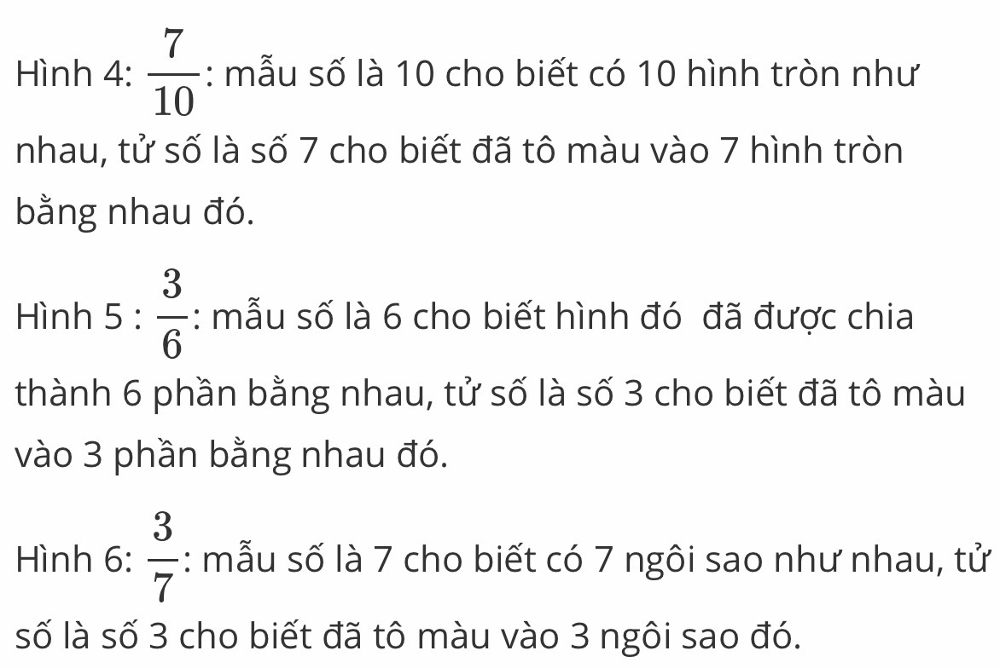 Hình 4: 7/10: mẫu số là 10 cho biết có 10 hình tròn như
nhau, tử số là số 7 cho biết đã tô màu vào 7 hình tròn
bằng nhau đó.
Hình 5 : 3/6: mẫu số là 6 cho biết hình đó  đã được chia
thành 6 phần bằng nhau, tử số là số 3 cho biết đã tô màu
vào 3 phần bằng nhau đó.
Hình 6: 3/7: mẫu số là 7 cho biết có 7 ngôi sao như nhau, tử
số là số 3 cho biết đã tô màu vào 3 ngôi sao đó.